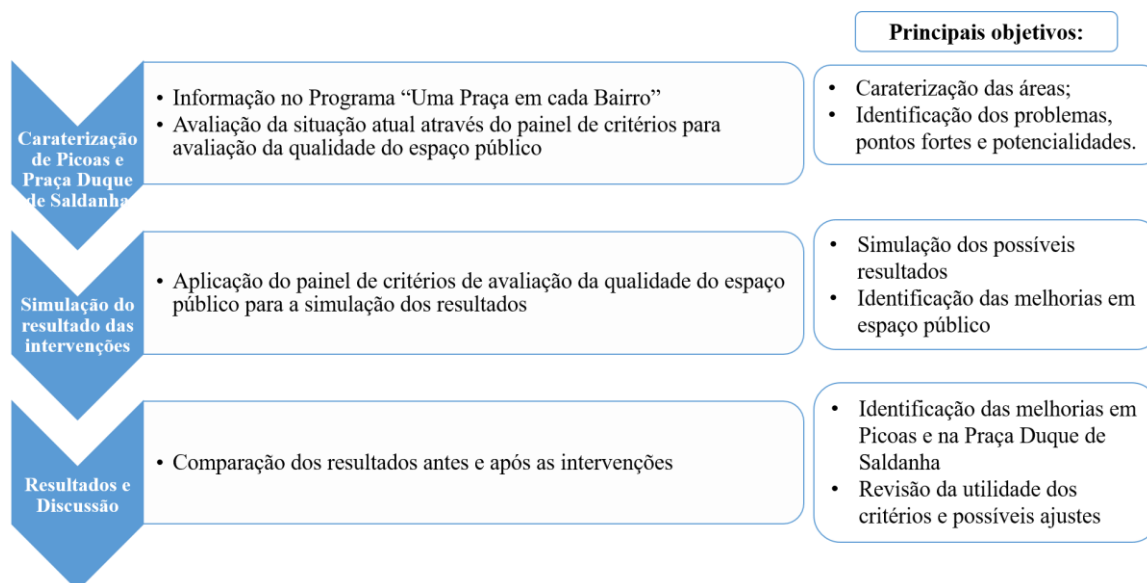 Principais objetivos:
Caraterização
de Picoas e
Praça Duque
de Saldanha
• Informação no Programa “Uma Praça em cada Bairro”
• Avaliação da situação atual através do painel de critérios para
avaliação da qualidade do espaço público
• Caraterização das áreas;
• Identificação dos problemas,
pontos fortes e potencialidades.
Simulação do
resultado das
intervenções
• Aplicação do painel de critérios de avaliação da qualidade do espaço
público para a simulação dos resultados
• Simulação dos possíveis
resultados
• Identificação das melhorias em
espaço público
Resultados e
Discussão
• Comparação dos resultados antes e após as intervenções
• Identificação das melhorias em
Picoas e na Praça Duque de
Saldanha
• Revisão da utilidade dos
critérios e possíveis ajustes